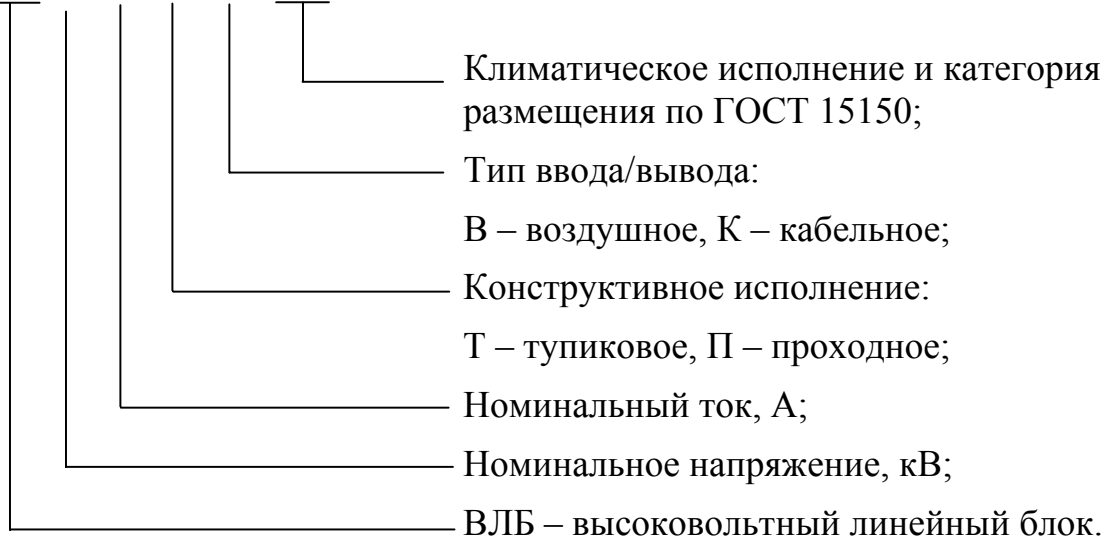 Климатическое исполнение и категория
размещения по ГОСТ 15150;
Тип ввода/вывода:
В – воздушное, К – кабельное;
Конструктивное исполнение:
Т – тупиковое, П – проходное;
Номинальный ток, А;
Номинальное напряжение, кВ;
ВЛБ – высоковольтный линейный блок.